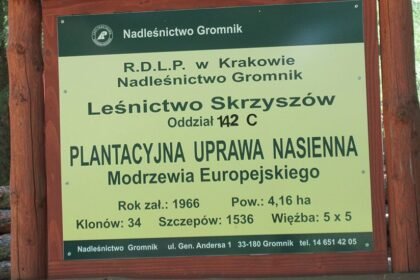 Nadleśnictwo Gromnik
R.D.L.P. w Krakowie
Nadleśnictwo Gromnik
Leśnictwo Skrzyszów
Oddział 142 C
PLANTACYJNA UPRAWA NASIENNA
Modrzewia Europejskiego
Rok zał.: 1966 Pow.: 4,16 ha
Klonów: 34 Szczepów: 1536 Więźba: 5 x 5
Nadleśnictwo Gromnik ul. Gen. Andersa 1 33-180 Gromnik tel. 14 651 42 05